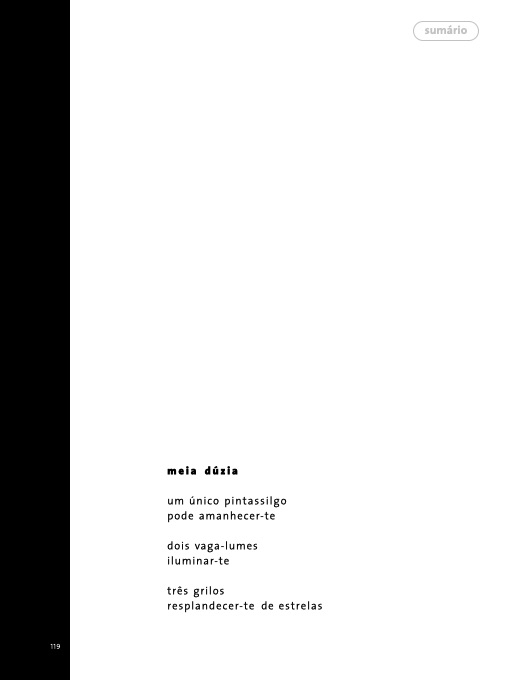 sumário
meia dúzia
um único pintassilgo
pode amanhecer-te
dois vaga-lumes
iluminar-te
três grilos
resplandecer-te de estrelas
119